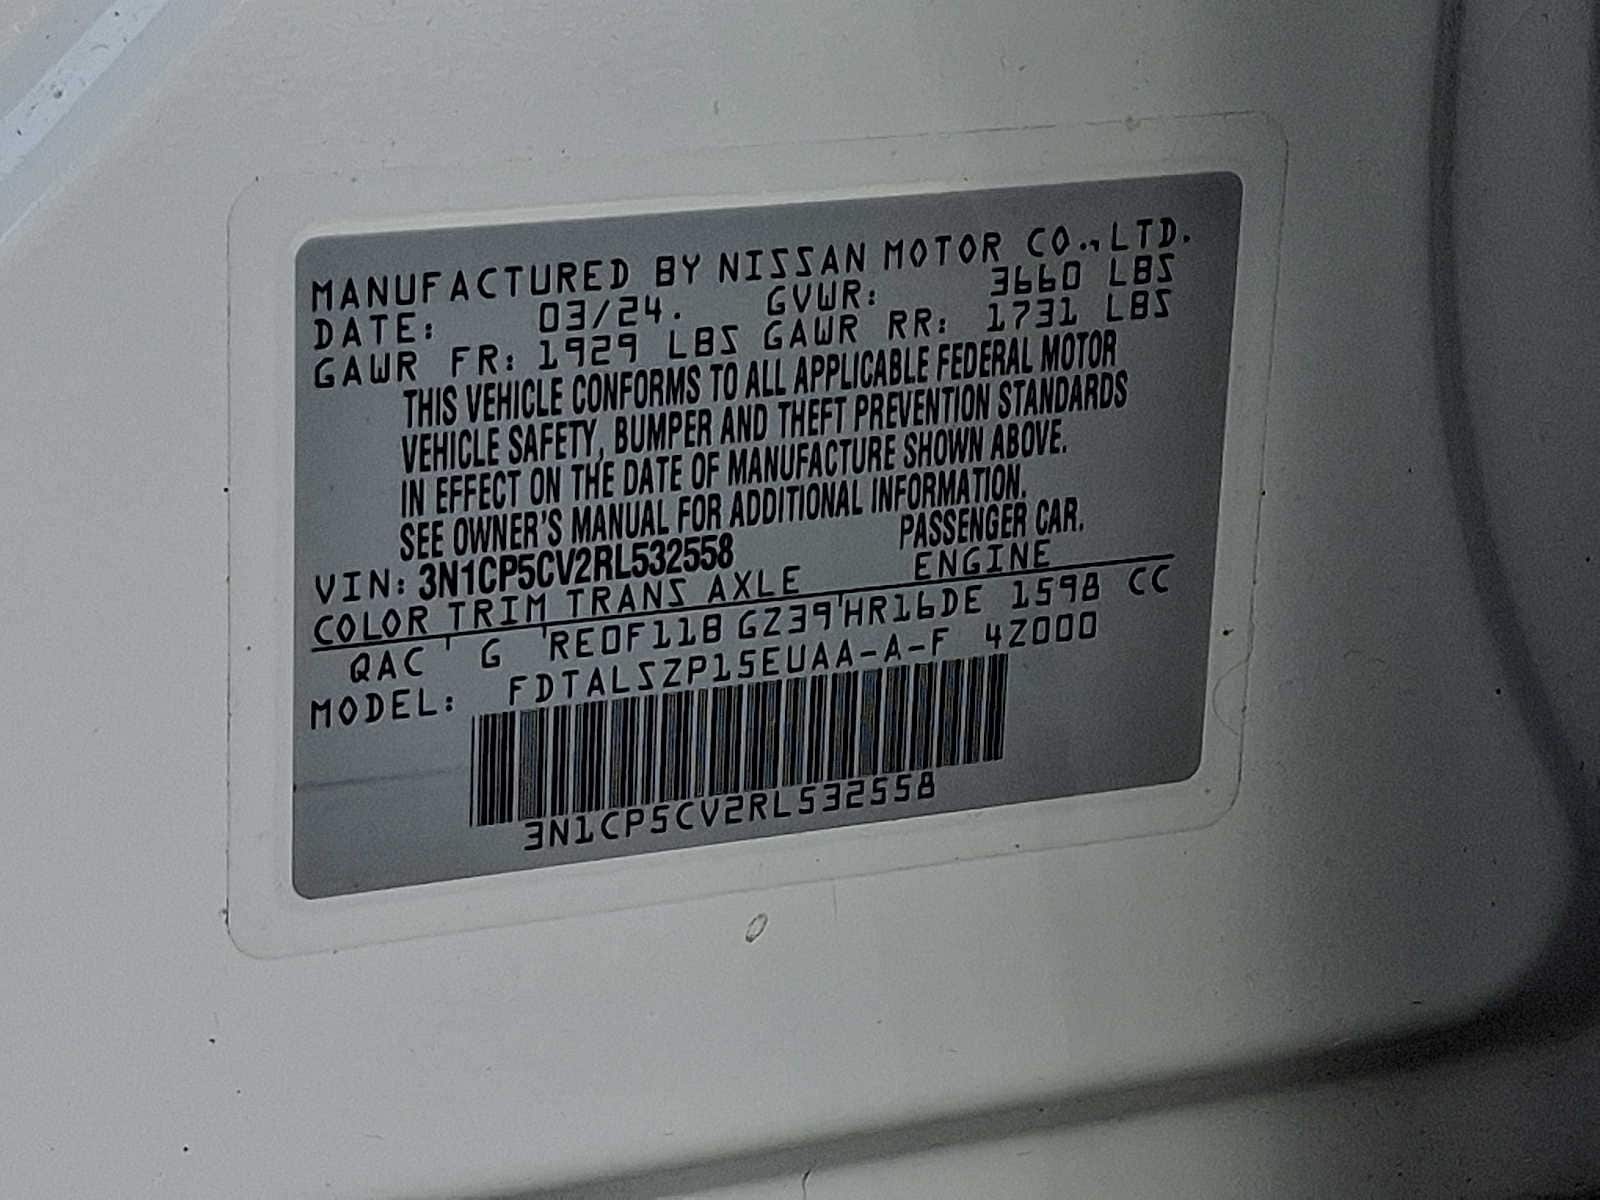 MANUFACTURED BY NISSAN MOTOR CO., LTD.
DATE: 03/24. GVWR: 3660 LBS
GAWR FR: 1929 LBS GAWR RR: 1731 LBS
THIS VEHICLE CONFORMS TO ALL APPLICABLE FEDERAL MOTOR
VEHICLE SAFETY, BUMPER AND THEFT PREVENTION STANDARDS
IN EFFECT ON THE DATE OF MANUFACTURE SHOWN ABOVE.
SEE OWNER'S MANUAL FOR ADDITIONAL INFORMATION.
VIN: 3N1CP5CV2RL532558 PASSENGER CAR.
COLOR TRIM TRANS AXLE ENGINE
QAC G RE0F11B GZ39 HR16DE 1598 CC
MODEL: FDTALSZP15EUAA-A-F 4Z000
3N1CP5CV2RL532558